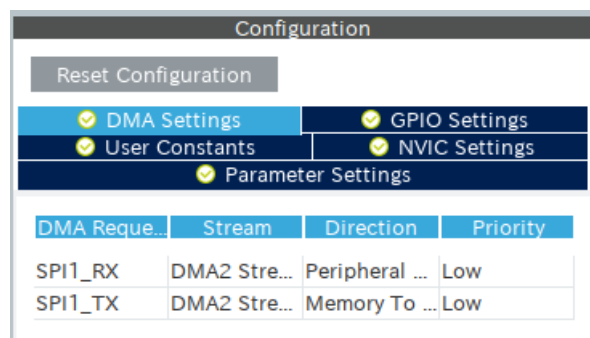 Configuration
Reset Configuration
DMA Settings GPIO Settings
User Constants NVIC Settings
Parameter Settings
DMA Reque... Stream Direction Priority
SPI1_RX DMA2 Stre... Peripheral ... Low
SPI1_TX DMA2 Stre... Memory To ... Low